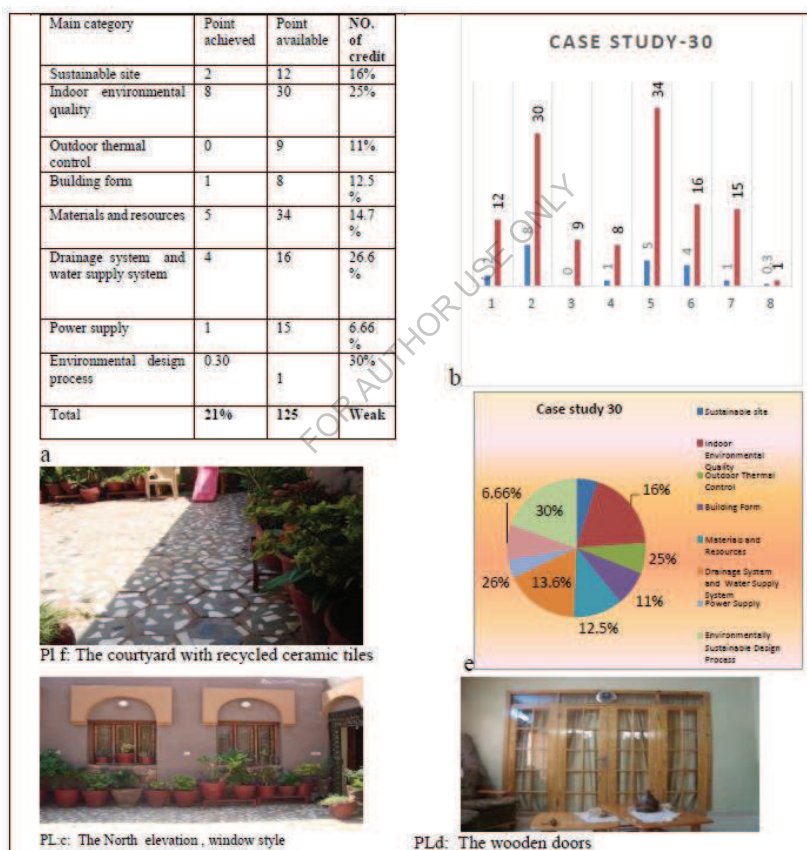 Main category Point achieved Point available NO. of credit
Sustainable site 2 12 16%
Indoor environmental quality 8 30 25%
Outdoor thermal control 0 9 11%
Building form 1 8 12.5 %
Materials and resources 5 34 14.7 %
Drainage system and water supply system 4 16 26.6 %
Power supply 1 15 6.66 %
Environmental design process 0.30 1 30%
Total 21% 125 Weak
a
CASE STUDY-30
12
8 30
0 9
1 8
5 34
4 16
1 15
0.3 1
1 2 3 4 5 6 7 8
b
FOR AUTHOR USE ONLY
Case study 30
6.66%
30%
16%
25%
11%
12.5%
13.6%
26%
Sustainable site
Indoor
Environmental
Quality
Outdoor Thermal
Control
Building Form
Materials and
Resources
Drainage System
and Water Supply
System
Power Supply
Environmentally
Sustainable Design
Process
e
Pl f: The courtyard with recycled ceramic tiles
PL:c: The North elevation , window style
PLd: The wooden doors